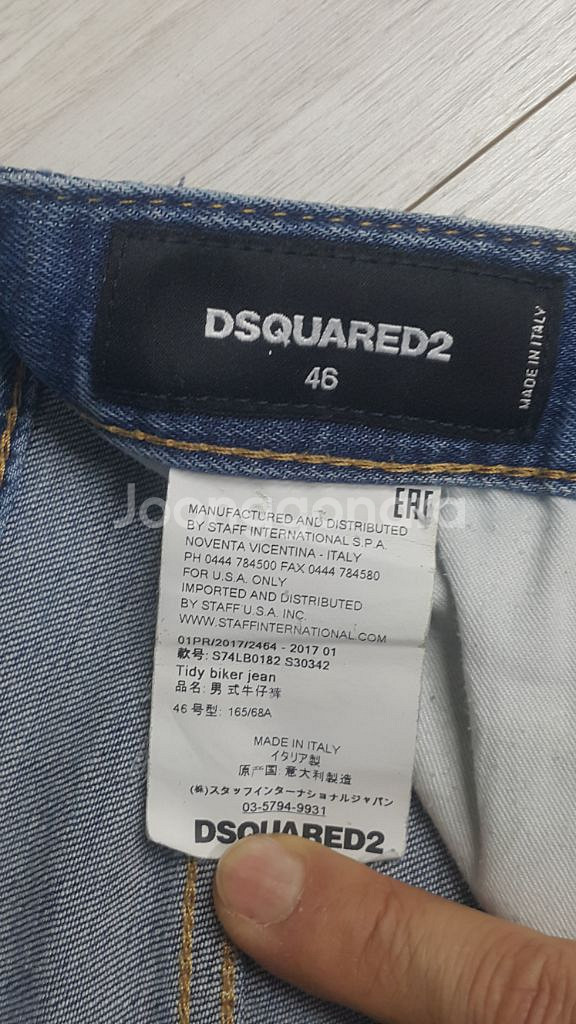 DSQUARED2
46
MADE IN ITALY
Joonggonara
EAC
MANUFACTURED AND DISTRIBUTED
BY STAFF INTERNATIONAL S.P.A.
NOVENTA VICENTINA - ITALY
PH 0444 784500 FAX 0444 784580
FOR U.S.A. ONLY
IMPORTED AND DISTRIBUTED
BY STAFF U.S.A. INC.
WWW.STAFFINTERNATIONAL.COM
01PR/2017/2464 - 2017 01
款号: S74LB0182 S30342
Tidy biker jean
品名: 男式牛仔裤
46 号型: 165/68A
MADE IN ITALY
イタリア製
原产国: 意大利製造
(株)スタッフインターナショナルジャパン
03-5794-9931
DSQUARED2